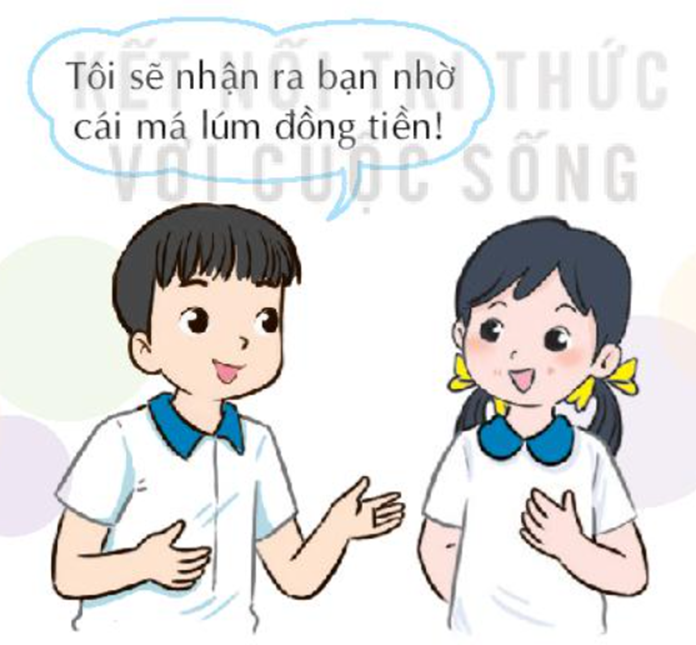 Tôi sẽ nhận ra bạn nhờ
cái má lúm đồng tiền!
KẾT NỐI TRI THỨC
VỚI CUỘC SỐNG